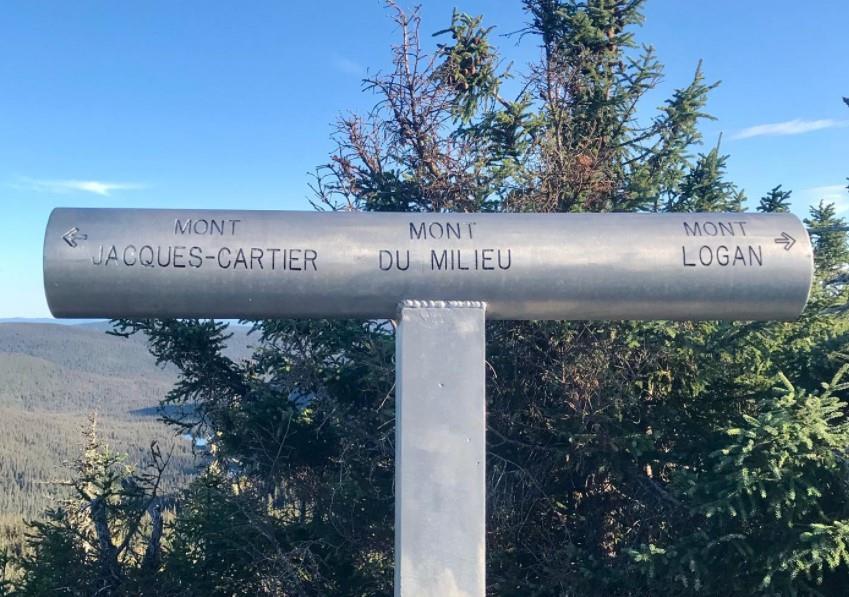 MONT
JACQUES-CARTIER
MONT
DU MILIEU
MONT
LOGAN